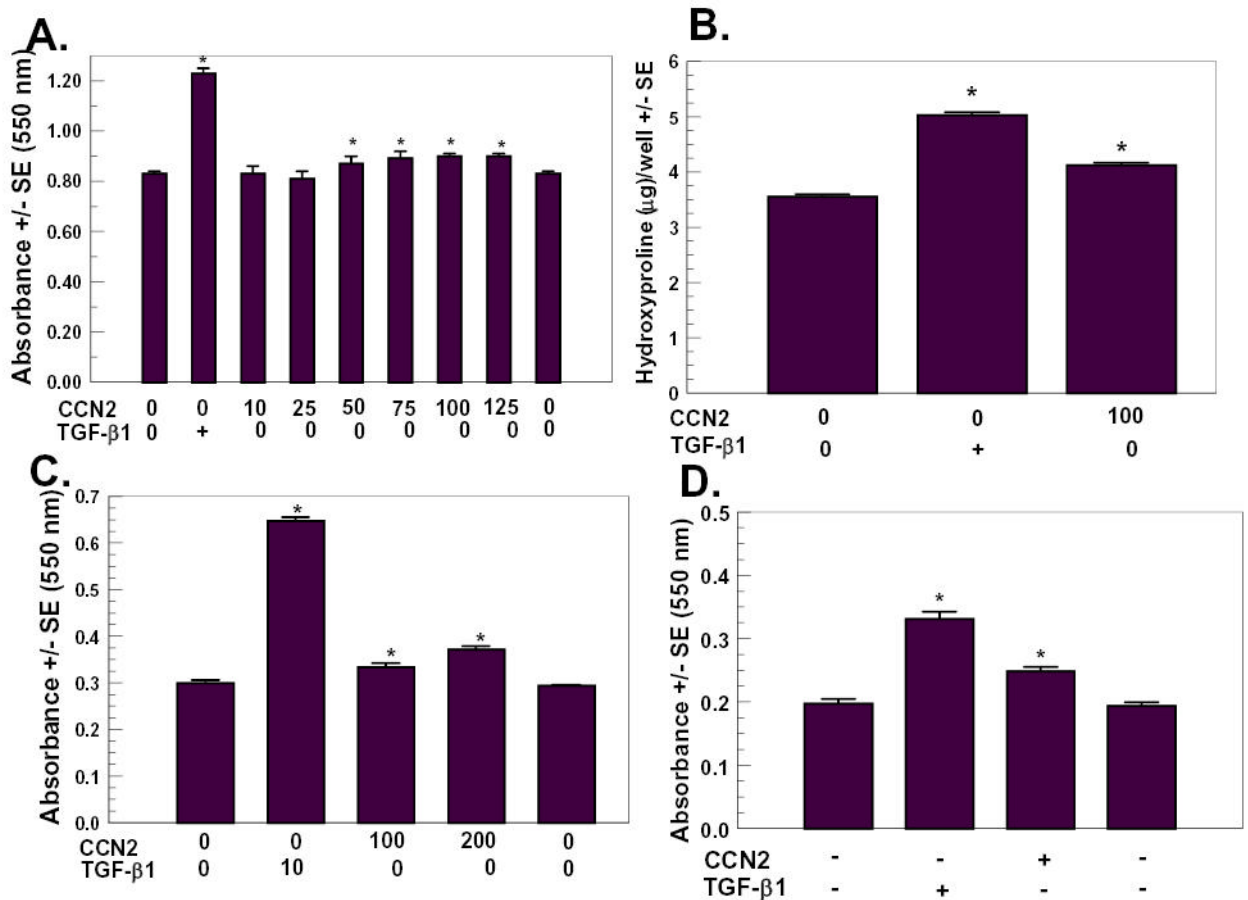 A.
Absorbance +/- SE (550 nm)
1.20
1.00
0.80
0.60
0.40
0.20
0.00
* * * * *
CCN2 0 0 10 25 50 75 100 125 0
TGF-β1 0 + 0 0 0 0 0 0 0
B.
Hydroxyproline (μg)/well +/- SE
6
5
4
3
2
1
0
* *
CCN2 0 0 100
TGF-β1 0 + 0
C.
Absorbance +/- SE (550 nm)
0.7
0.6
0.5
0.4
0.3
0.2
0.1
0.0
* * *
CCN2 0 0 100 200 0
TGF-β1 0 10 0 0 0
D.
Absorbance +/- SE (550 nm)
0.5
0.4
0.3
0.2
0.1
0.0
* *
CCN2 - - + -
TGF-β1 - + - -